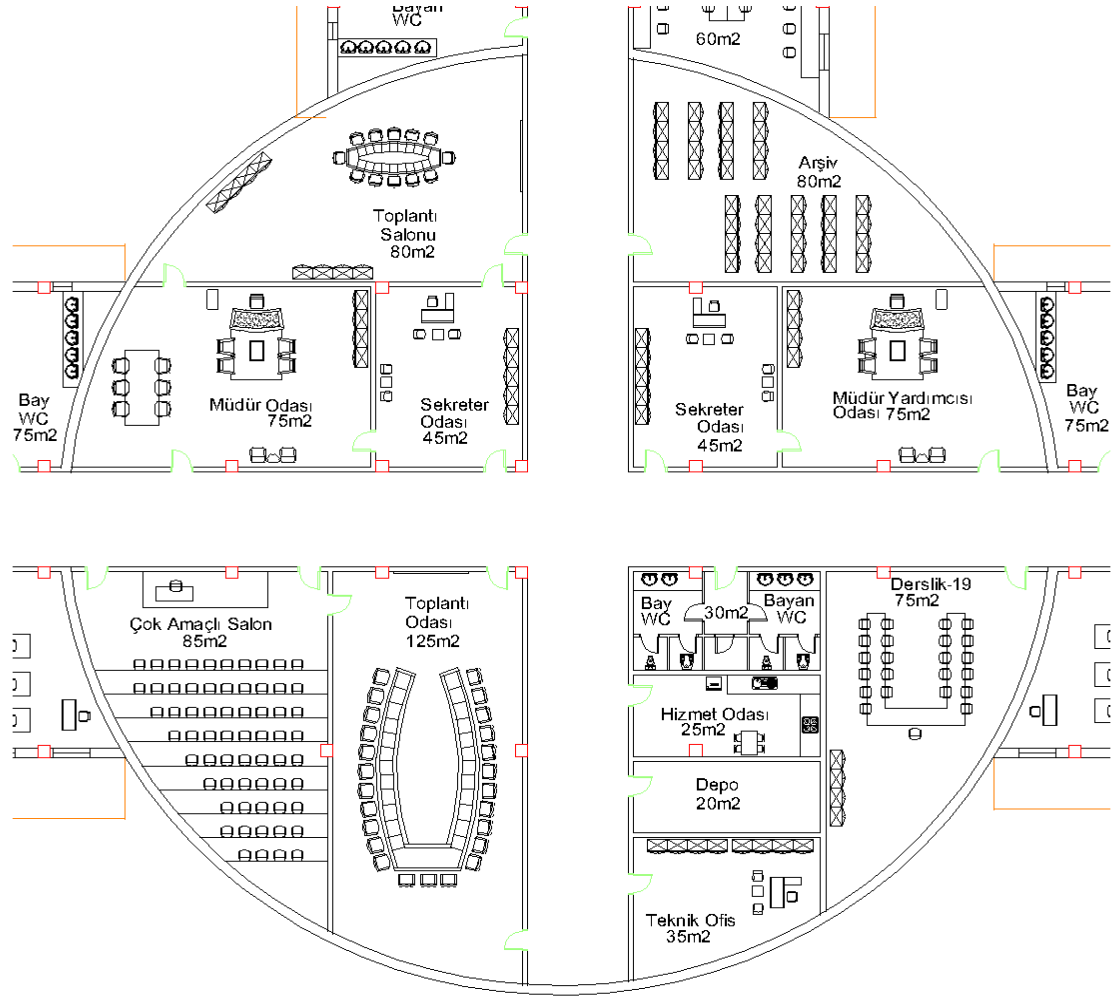 Bayan
WC
60m2
Arşiv
80m2
Toplantı
Salonu
80m2
Bay
WC
75m2
Müdür Odası
75m2
Sekreter
Odası
45m2
Sekreter
Odası
45m2
Müdür Yardımcısı
Odası 75m2
Bay
WC
75m2
Çok Amaçlı Salon
85m2
Toplantı
Odası
125m2
Bay
WC
30m2
Bayan
WC
Derslik-19
75m2
Hizmet Odası
25m2
Depo
20m2
Teknik Ofis
35m2